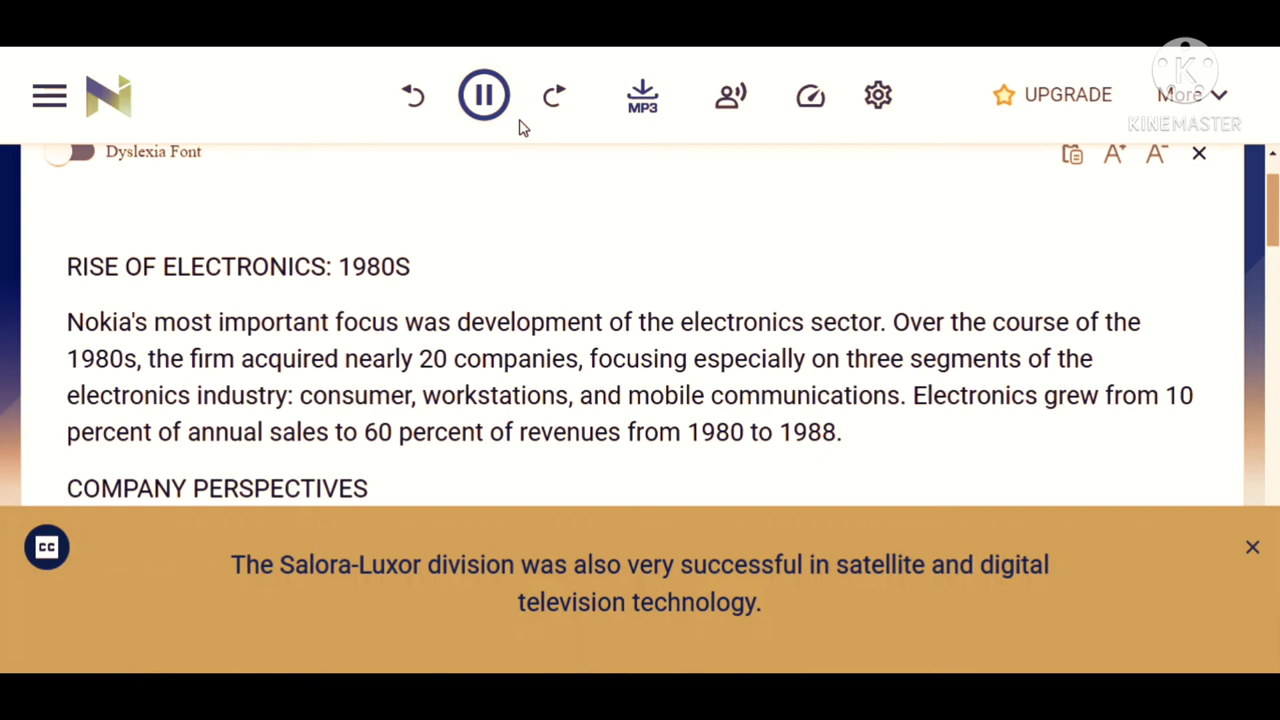 MP3
UPGRADE
More
KINEMASTER
Dyslexia Font
A+
A-
RISE OF ELECTRONICS: 1980S
Nokia's most important focus was development of the electronics sector. Over the course of the
1980s, the firm acquired nearly 20 companies, focusing especially on three segments of the
electronics industry: consumer, workstations, and mobile communications. Electronics grew from 10
percent of annual sales to 60 percent of revenues from 1980 to 1988.
COMPANY PERSPECTIVES
CC
The Salora-Luxor division was also very successful in satellite and digital
television technology.